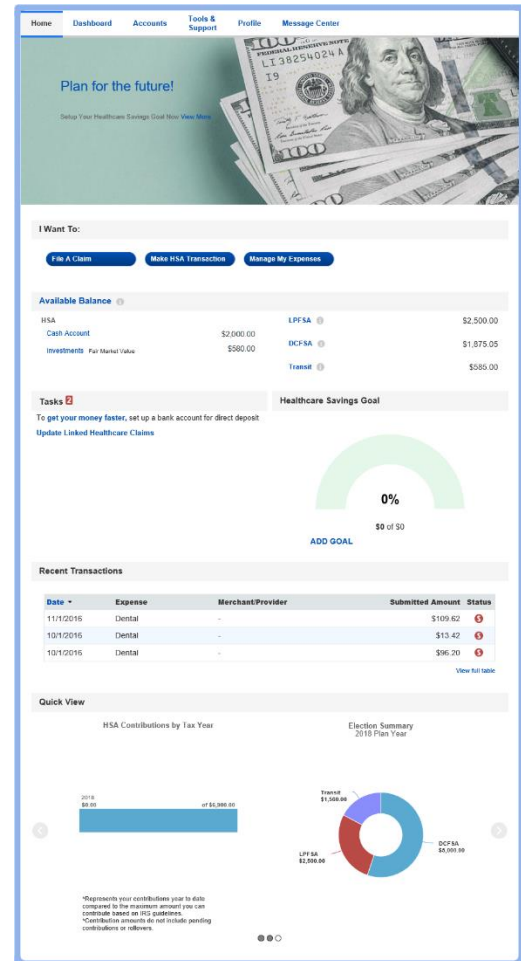 Home Dashboard Accounts Tools & Support Profile Message Center
FEDERAL RESERVE NOTE
LI38254024A
I9
Plan for the future!
Setup Your Healthcare Savings Goal Now View More
100
I Want To:
File A Claim Make HSA Transaction Manage My Expenses
Available Balance
HSA
Cash Account $2,000.00
Investments Fair Market Value $580.00
LPFSA $2,500.00
DCFSA $1,875.05
Transit $585.00
Tasks 2
To get your money faster, set up a bank account for direct deposit
Update Linked Healthcare Claims
Healthcare Savings Goal
0%
$0 of $0
ADD GOAL
Recent Transactions
Date Expense Merchant/Provider Submitted Amount Status
11/1/2016 Dental - $109.62
10/1/2016 Dental - $13.42
10/1/2016 Dental - $96.20
View full table
Quick View
HSA Contributions by Tax Year
2018
$0.00
*Represents your contributions year to date
compared to the maximum amount you can
contribute based on IRS guidelines.
*Contribution amounts do not include pending
contributions or rollovers.
Election Summary
2018 Plan Year
Transit
LPFSA
$2,500.00
DCFSA
$5,000.00